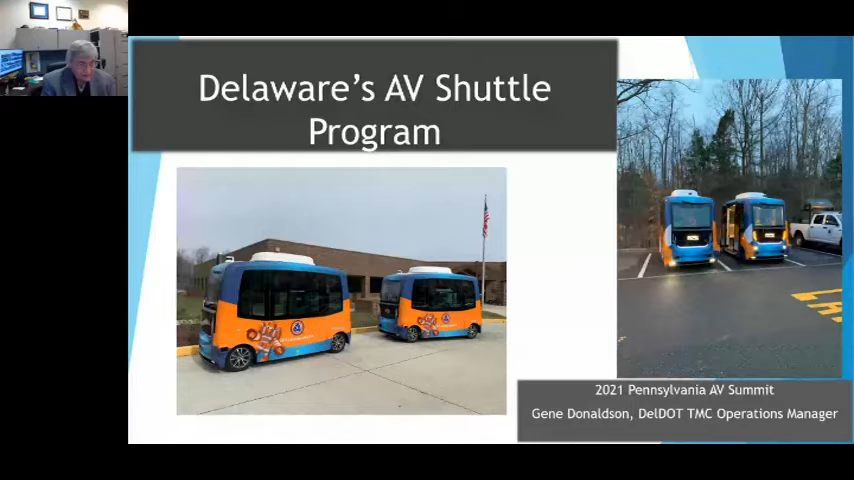 Delaware's AV Shuttle
Program
2021 Pennsylvania AV Summit
Gene Donaldson, DelDOT TMC Operations Manager